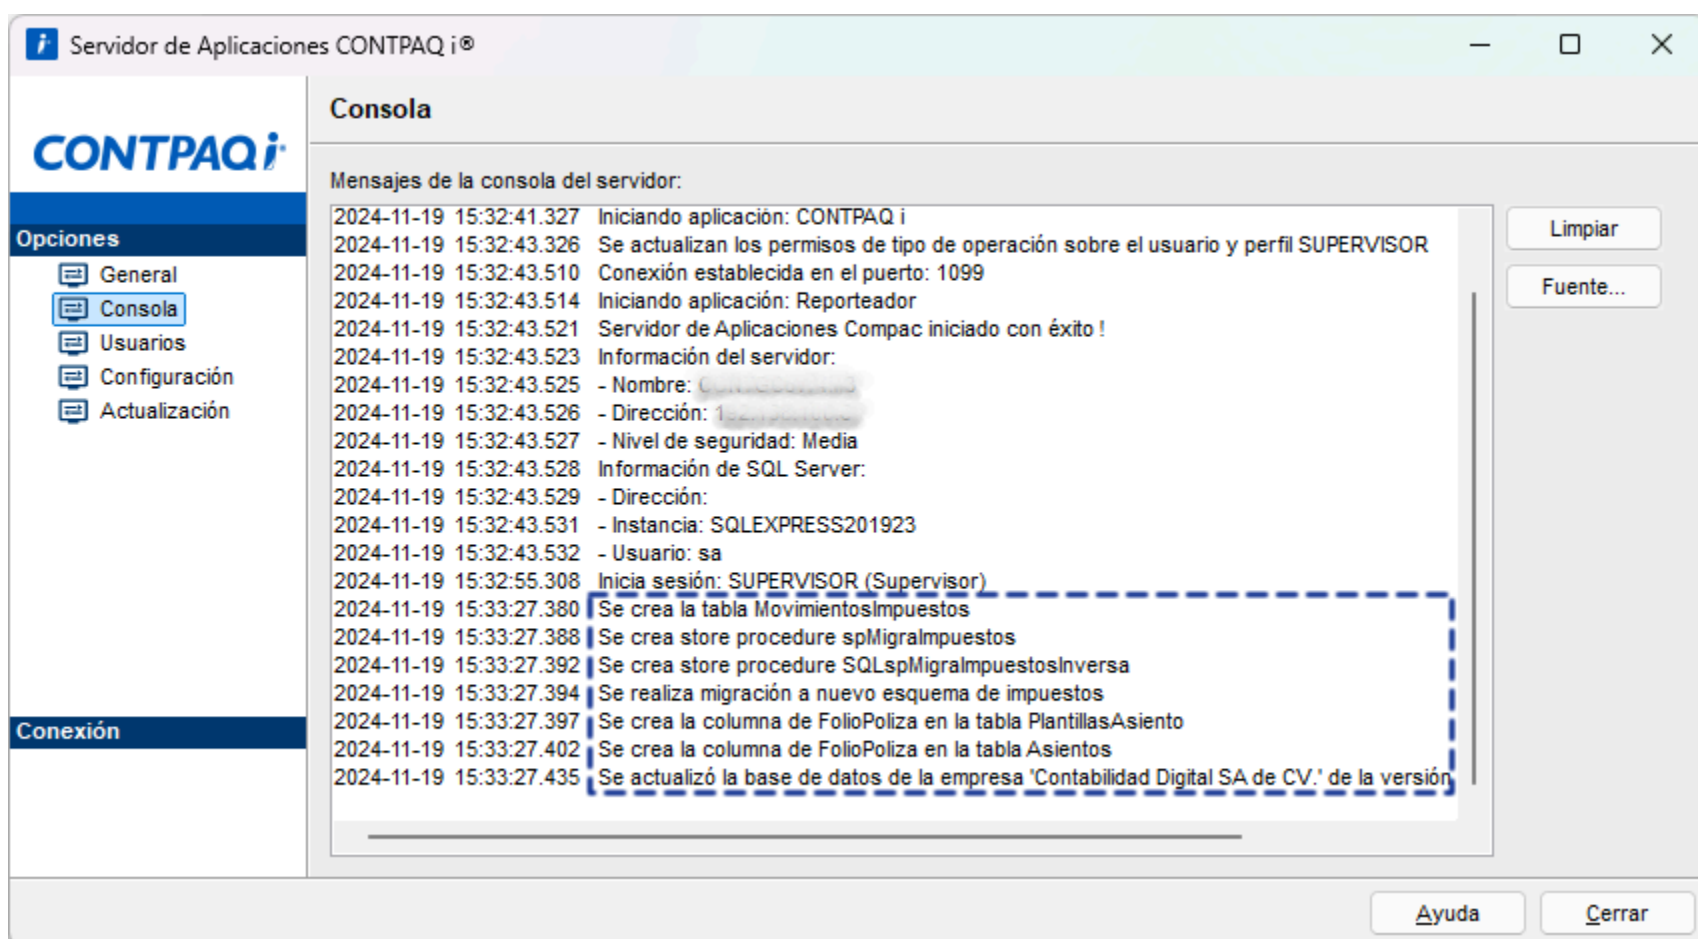 Servidor de Aplicaciones CONTPAQ i®
CONTPAQ i
Opciones
General
Consola
Usuarios
Configuración
Actualización
Conexión
Consola
Mensajes de la consola del servidor:
2024-11-19 15:32:41.327 Iniciando aplicación: CONTPAQ i
2024-11-19 15:32:43.326 Se actualizan los permisos de tipo de operación sobre el usuario y perfil SUPERVISOR
2024-11-19 15:32:43.510 Conexión establecida en el puerto: 1099
2024-11-19 15:32:43.514 Iniciando aplicación: Reporteador
2024-11-19 15:32:43.521 Servidor de Aplicaciones Compac iniciado con éxito !
2024-11-19 15:32:43.523 Información del servidor:
2024-11-19 15:32:43.525 - Nombre:
2024-11-19 15:32:43.526 - Dirección:
2024-11-19 15:32:43.527 - Nivel de seguridad: Media
2024-11-19 15:32:43.528 Información de SQL Server:
2024-11-19 15:32:43.529 - Dirección:
2024-11-19 15:32:43.531 - Instancia: SQLEXPRESS201923
2024-11-19 15:32:43.532 - Usuario: sa
2024-11-19 15:32:55.308 Inicia sesión: SUPERVISOR (Supervisor)
2024-11-19 15:33:27.380 Se crea la tabla MovimientosImpuestos
2024-11-19 15:33:27.388 Se crea store procedure spMigraImpuestos
2024-11-19 15:33:27.392 Se crea store procedure SQLspMigraImpuestosInversa
2024-11-19 15:33:27.394 Se realiza migración a nuevo esquema de impuestos
2024-11-19 15:33:27.397 Se crea la columna de FolioPoliza en la tabla PlantillasAsiento
2024-11-19 15:33:27.402 Se crea la columna de FolioPoliza en la tabla Asientos
2024-11-19 15:33:27.435 Se actualizó la base de datos de la empresa 'Contabilidad Digital SA de CV.' de la versión
Limpiar
Fuente...
Ayuda
Cerrar